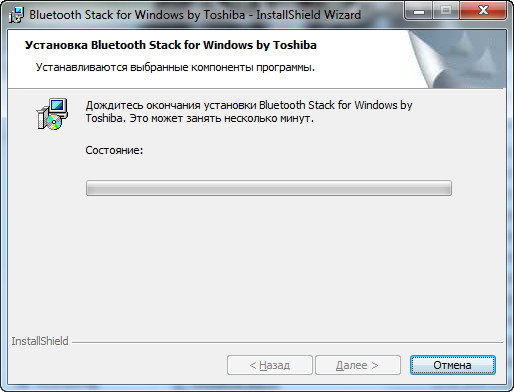 Bluetooth Stack for Windows by Toshiba - InstallShield Wizard
Установка Bluetooth Stack for Windows by Toshiba
Устанавливаются выбранные компоненты программы.
Дождитесь окончания установки Bluetooth Stack for Windows by
Toshiba. Это может занять несколько минут.
Состояние:
InstallShield
< Назад
Далее >
Отмена